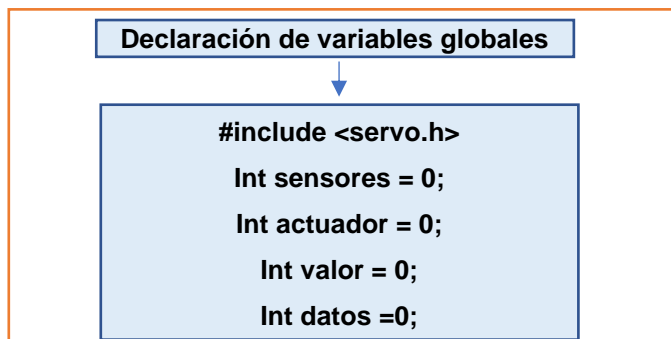 Declaración de variables globales
#include <servo.h>
Int sensores = 0;
Int actuador = 0;
Int valor = 0;
Int datos =0;